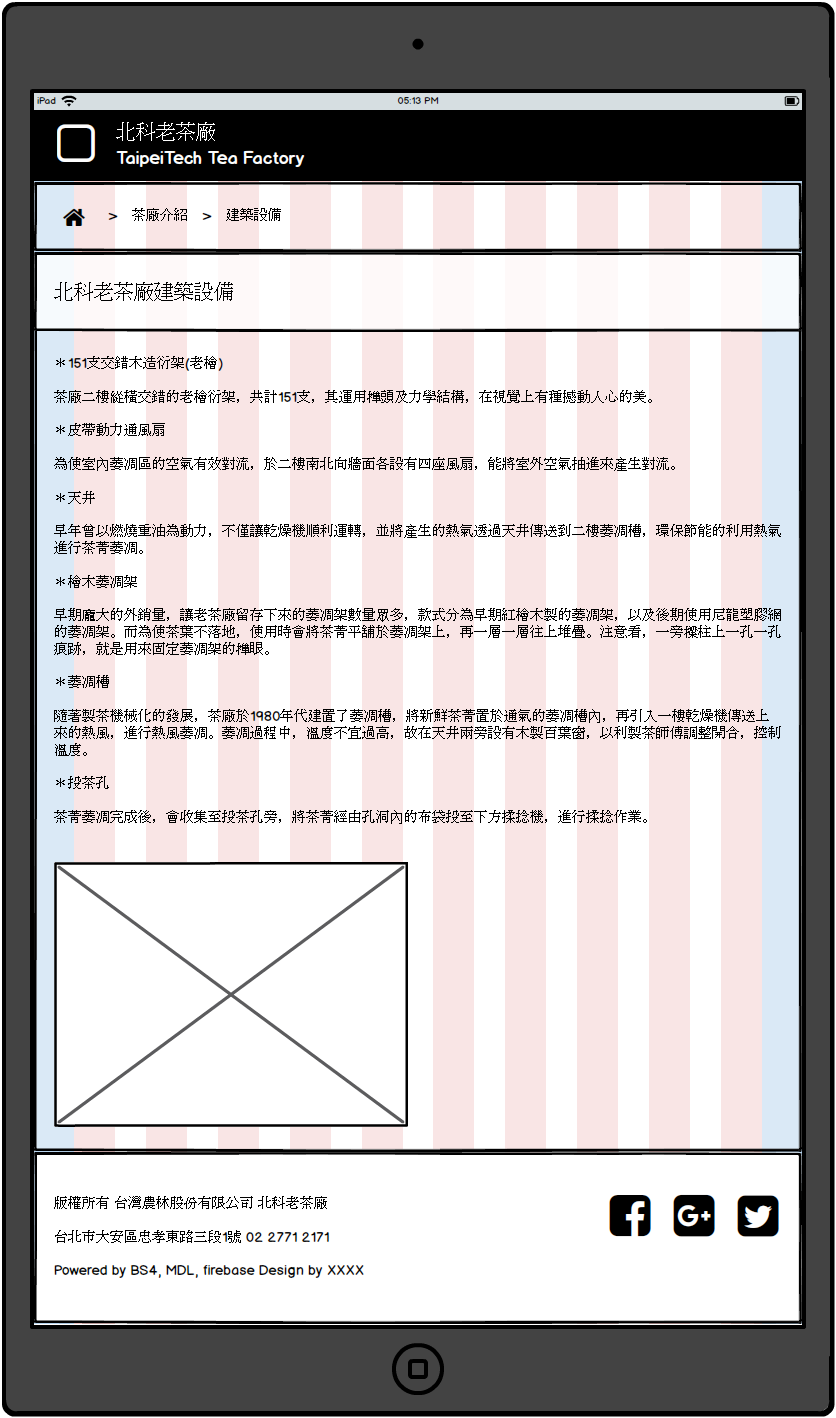 iPad 05:13 PM
北科老茶廠
TaipeiTech Tea Factory
> 茶廠介紹 > 建築設備
北科老茶廠建築設備
＊151支交錯木造衍架(老檜)
茶廠二樓縱橫交錯的老檜衍架，共計151支，其運用榫頭及力學結構，在視覺上有種撼動人心的美。
＊皮帶動力通風扇
為使室內萎凋區的空氣有效對流，於二樓南北向牆面各設有四座風扇，能將室外空氣抽進來產生對流。
＊天井
早年曾以燃燒重油為動力，不僅讓乾燥機順利運轉，並將產生的熱氣透過天井傳送到二樓萎凋槽，環保節能的利用熱氣
進行茶菁萎凋。
＊檜木萎凋架
早期龐大的外銷量，讓老茶廠留存下來的萎凋架數量眾多，款式分為早期紅檜木製的萎凋架，以及後期使用尼龍塑膠網
的萎凋架。而為使茶葉不落地，使用時會將茶菁平舖於萎凋架上，再一層一層往上堆疊。注意看，一旁樑柱上一孔一孔
痕跡，就是用來固定萎凋架的榫眼。
＊萎凋槽
隨著製茶機械化的發展，茶廠於1980年代建置了萎凋槽，將新鮮茶菁置於通氣的萎凋槽內，再引入一樓乾燥機傳送上
來的熱風，進行熱風萎凋。萎凋過程中，溫度不宜過高，故在天井兩旁設有木製百葉窗，以利製茶師傅調整閉合，控制
溫度。
＊投茶孔
茶菁萎凋完成後，會收集至投茶孔旁，將茶菁經由孔洞內的布袋投至下方揉捻機，進行揉捻作業。
版權所有 台灣農林股份有限公司 北科老茶廠
台北市大安區忠孝東路三段1號 02 2771 2171
Powered by BS4, MDL, firebase Design by XXXX